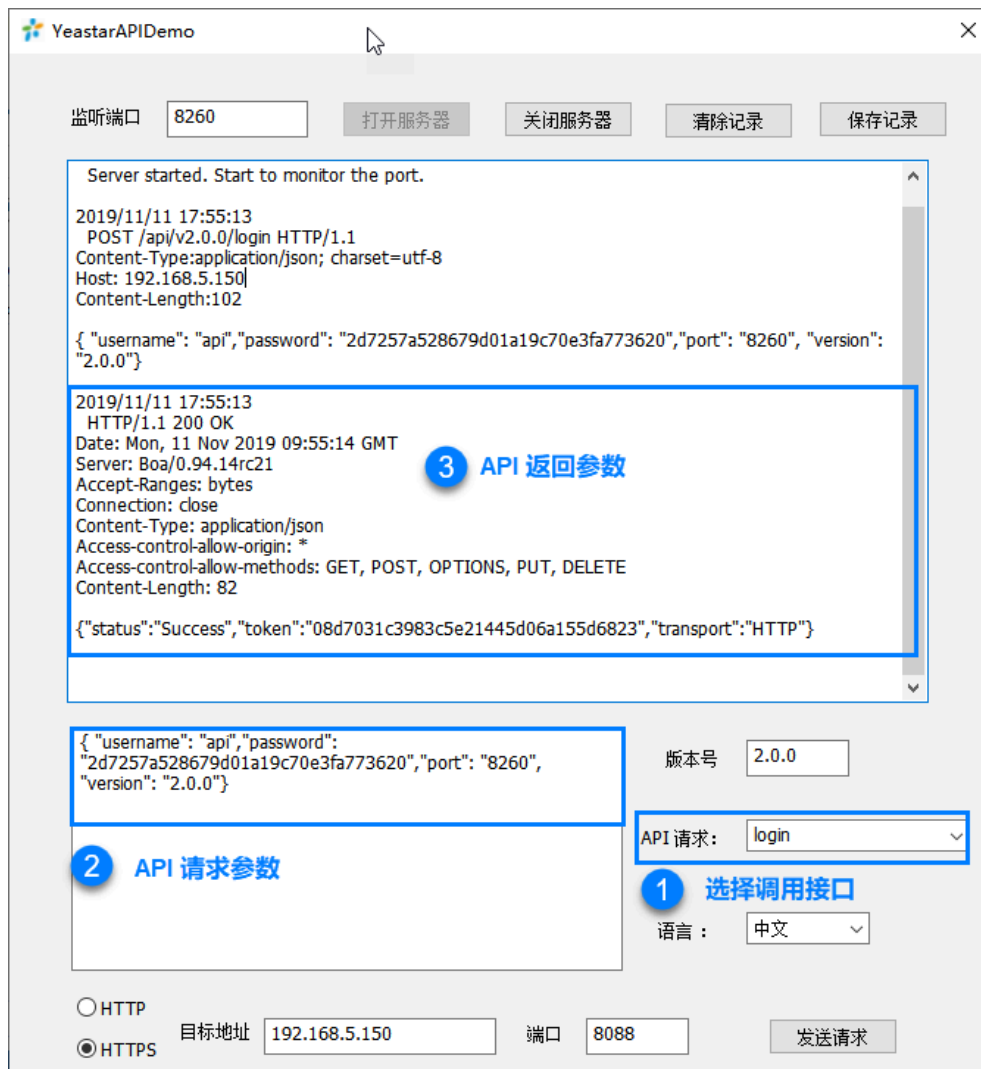 YeastarAPIDemo
监听端口 8260 打开服务器 关闭服务器 清除记录 保存记录
Server started. Start to monitor the port.
2019/11/11 17:55:13
POST /api/v2.0.0/login HTTP/1.1
Content-Type:application/json; charset=utf-8
Host: 192.168.5.150
Content-Length:102
{ "username": "api","password": "2d7257a528679d01a19c70e3fa773620","port": "8260", "version":
"2.0.0"}
2019/11/11 17:55:13
HTTP/1.1 200 OK
Date: Mon, 11 Nov 2019 09:55:14 GMT
Server: Boa/0.94.14rc21
Accept-Ranges: bytes
Connection: close
Content-Type: application/json
Access-control-allow-origin: *
Access-control-allow-methods: GET, POST, OPTIONS, PUT, DELETE
Content-Length: 82
{"status":"Success","token":"08d7031c3983c5e21445d06a155d6823","transport":"HTTP"}
3 API 返回参数
{ "username": "api","password":
"2d7257a528679d01a19c70e3fa773620","port": "8260",
"version": "2.0.0"}
2 API 请求参数
版本号 2.0.0
API 请求: login
1 选择调用接口
语言： 中文
HTTP
HTTPS
目标地址 192.168.5.150 端口 8088 发送请求